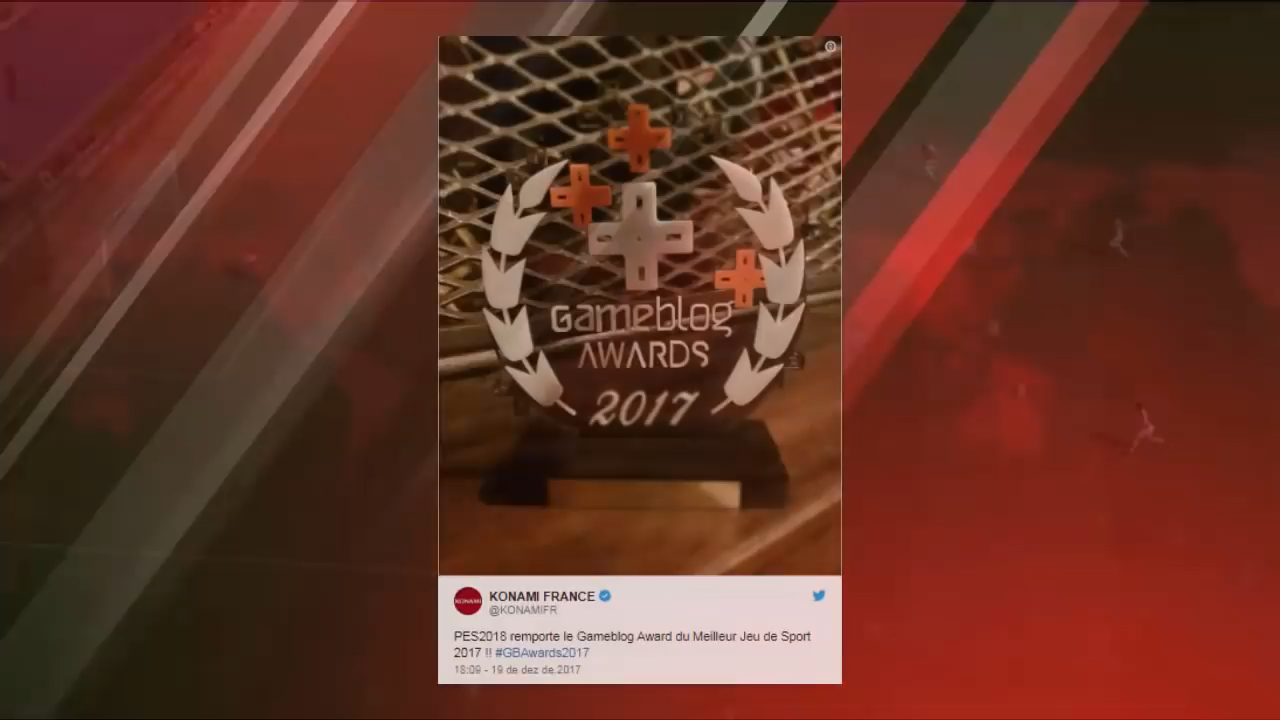 Gameblog
AWARDS
2017
KONAMI
KONAMI FRANCE
@KONAMIFR
PES2018 remporte le Gameblog Award du Meilleur Jeu de Sport
2017 !! #GBAwards2017
18:09 - 19 de dez de 2017